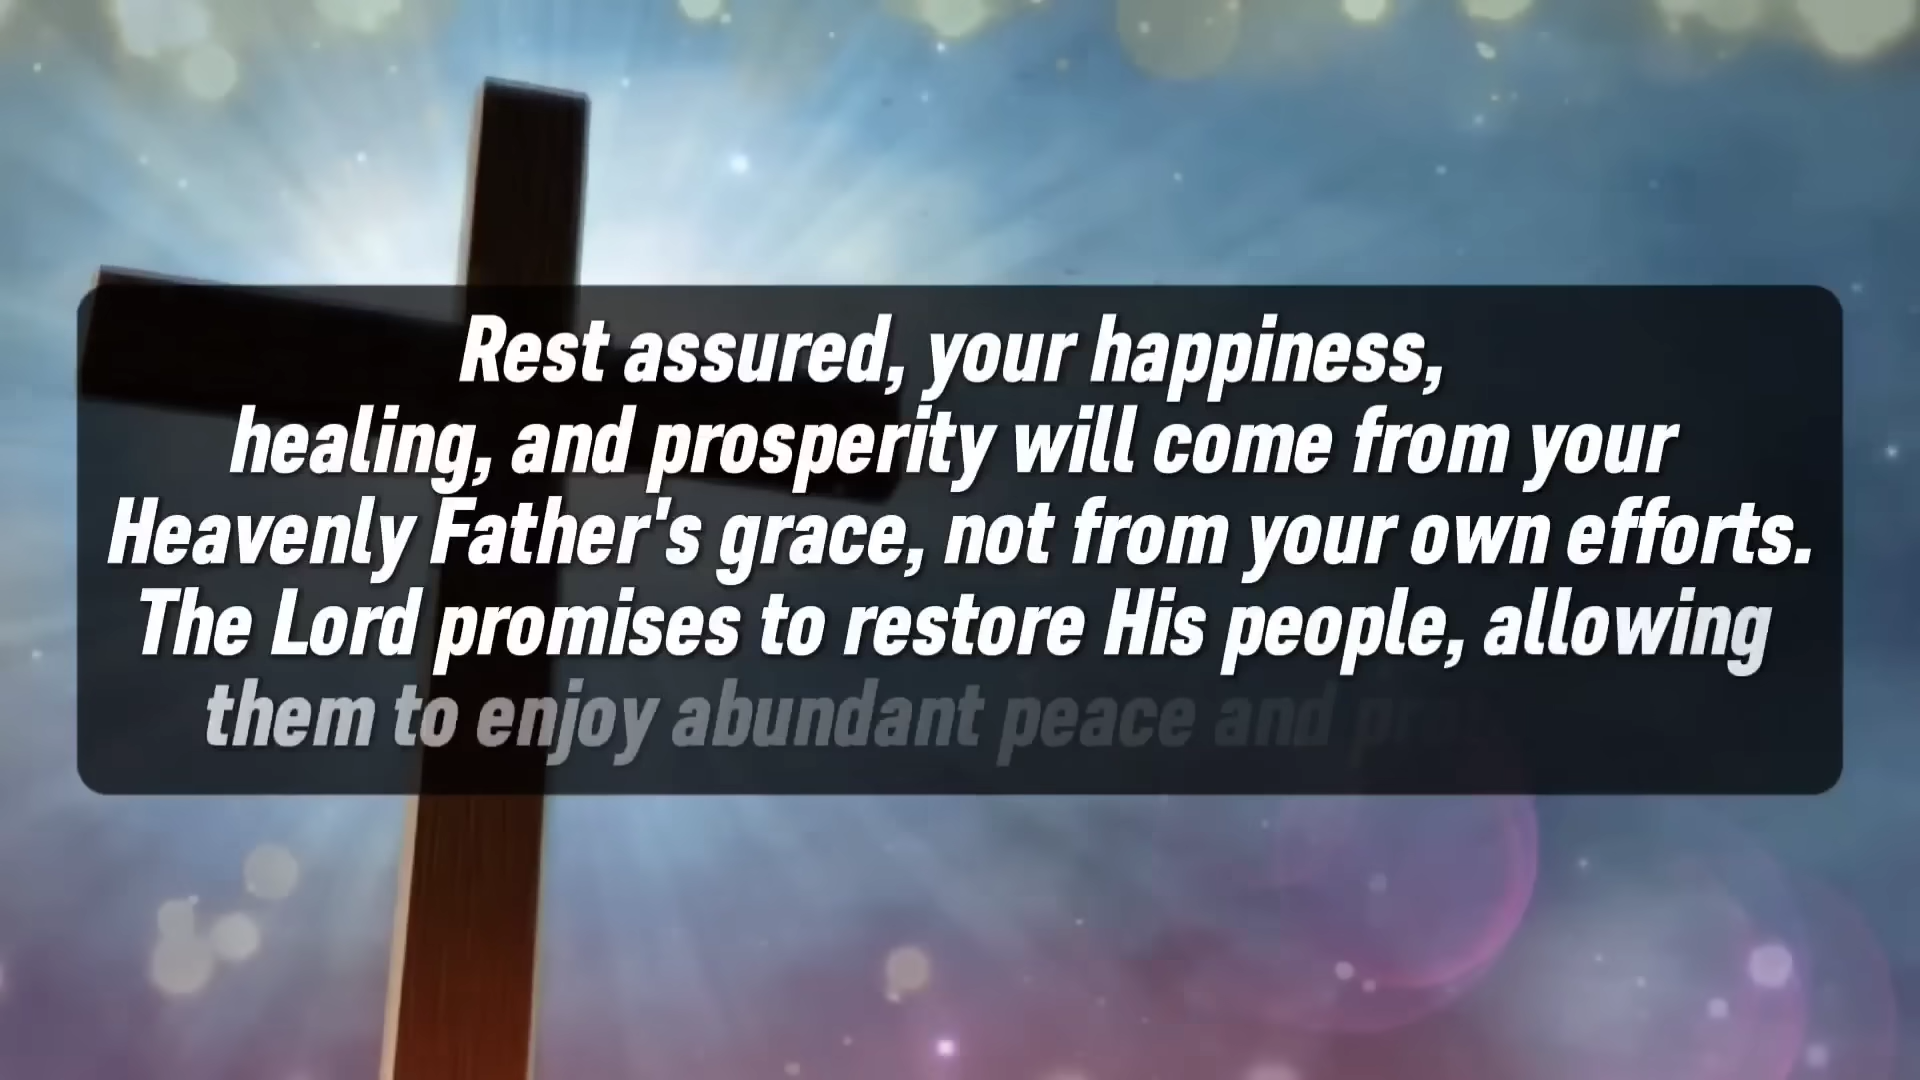 Rest assured, your happiness,
healing, and prosperity will come from your
Heavenly Father's grace, not from your own efforts.
The Lord promises to restore His people, allowing
them to enjoy abundant peace and